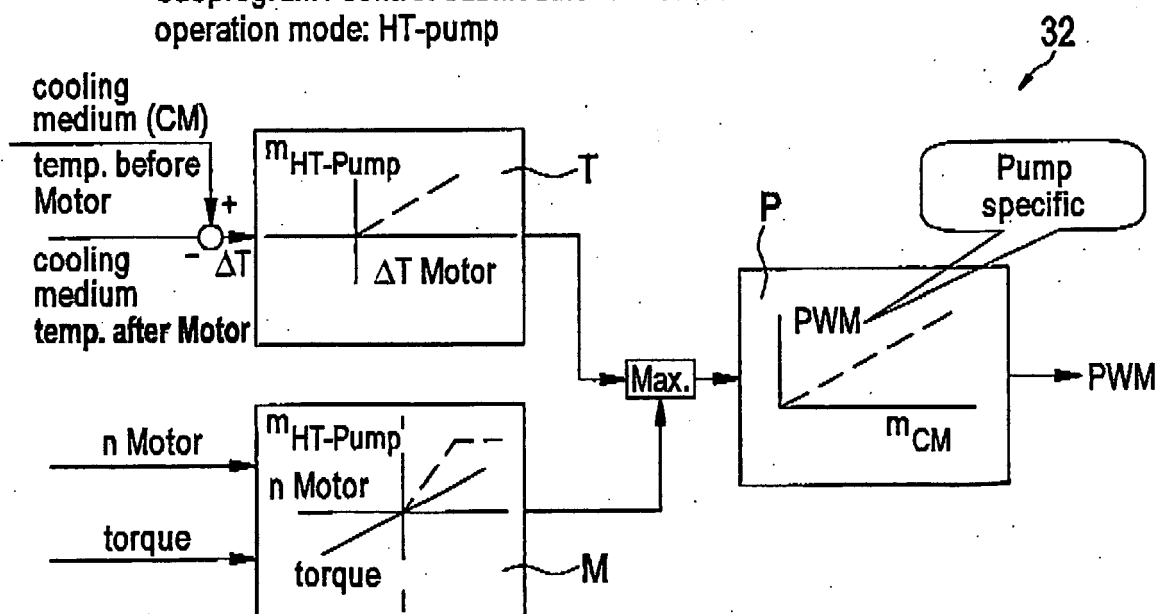 operation mode: HT-pump
32
cooling
medium (CM)
temp. before
Motor
+
-
ΔT
cooling
medium
temp. after Motor
m HT-Pump
ΔT Motor
T
n Motor
torque
m HT-Pump
n Motor
torque
M
Max.
P
Pump
specific
PWM
m CM
PWM